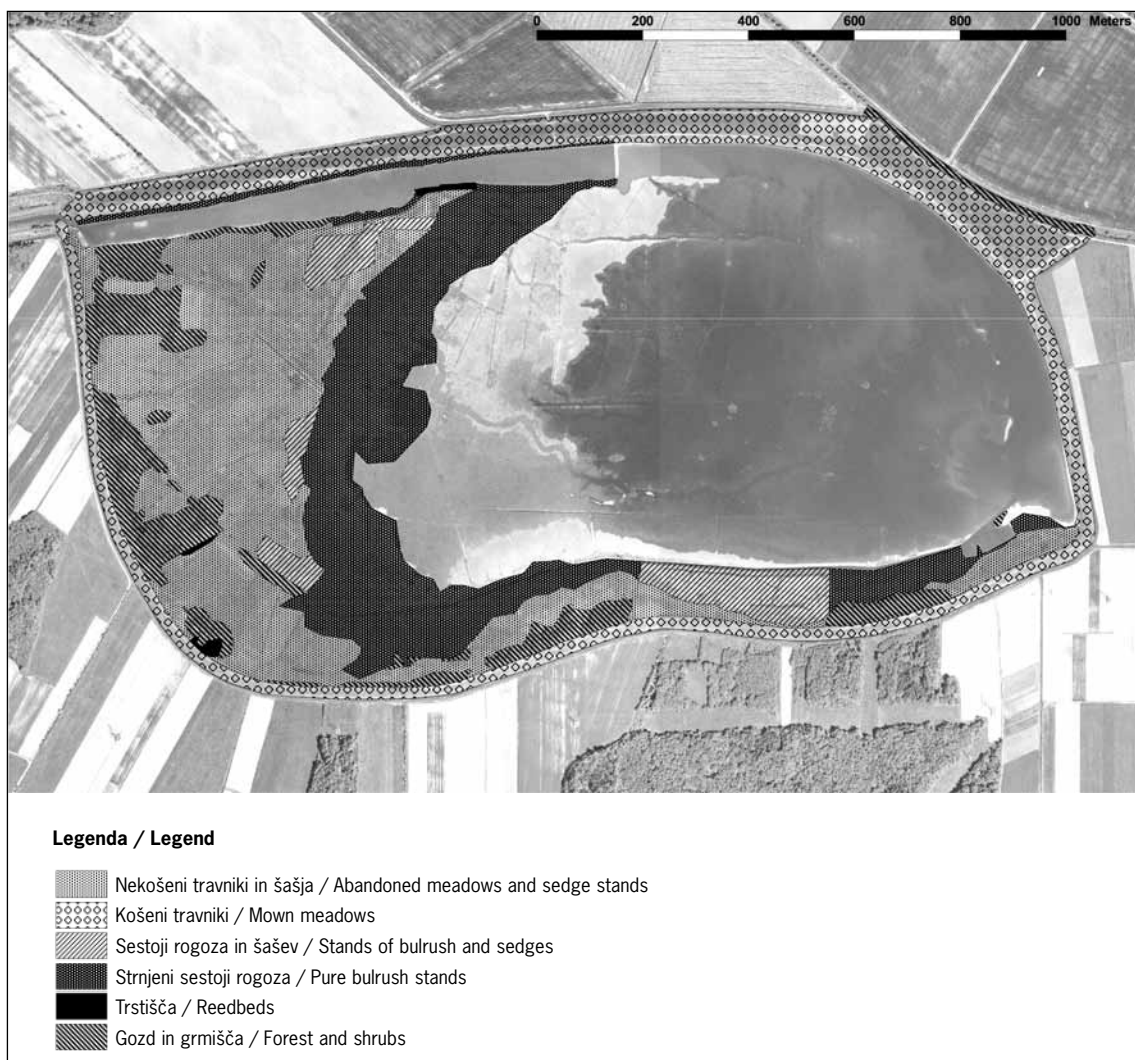 0 200 400 600 800 1000 Meters
Legenda / Legend
Nekošeni travniki in šašja / Abandoned meadows and sedge stands
Košeni travniki / Mown meadows
Sestoji rogoza in šašev / Stands of bulrush and sedges
Strnjeni sestoji rogoza / Pure bulrush stands
Trstišča / Reedbeds
Gozd in grmišča / Forest and shrubs